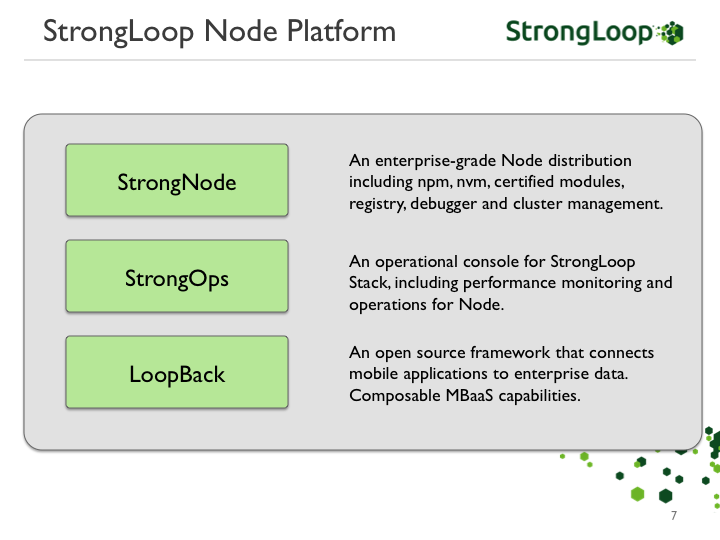 StrongLoop Node Platform
StrongLoop
StrongNode
An enterprise-grade Node distribution
including npm, nvm, certified modules,
registry, debugger and cluster management.
StrongOps
An operational console for StrongLoop
Stack, including performance monitoring and
operations for Node.
LoopBack
An open source framework that connects
mobile applications to enterprise data.
Composable MBaaS capabilities.
7